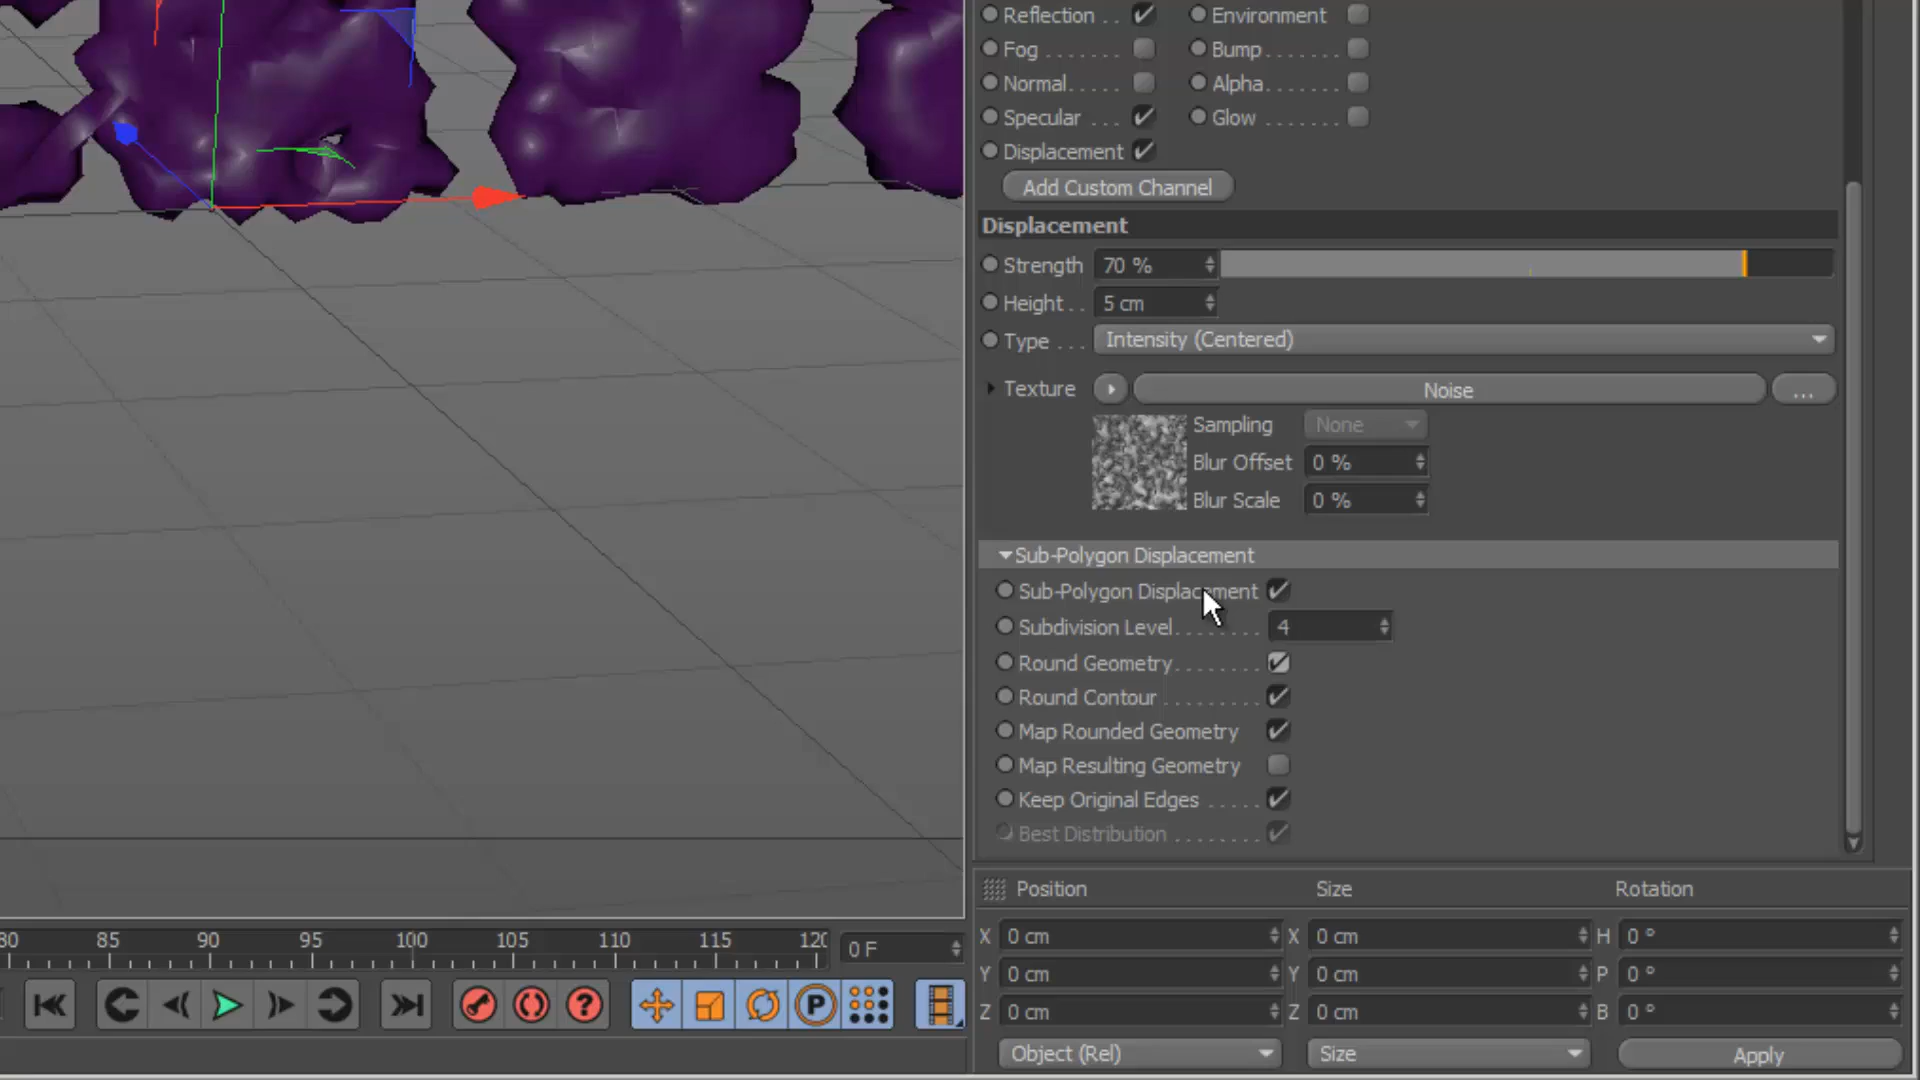 Reflection . . Environment
Fog . . . . . . . Bump . . . . . . .
Normal . . . . . Alpha . . . . . . .
Specular . . . Glow . . . . . . .
Displacement
Add Custom Channel
Displacement
Strength 70 %
Height . . 5 cm
Type . . . Intensity (Centered)
Texture Noise ...
Sampling None
Blur Offset 0 %
Blur Scale 0 %
Sub-Polygon Displacement
Sub-Polygon Displacement
Subdivision Level . . . . . . . . 4
Round Geometry . . . . . . . .
Round Contour . . . . . . . . .
Map Rounded Geometry
Map Resulting Geometry
Keep Original Edges . . . . .
Best Distribution . . . . . . . .
Position Size Rotation
X 0 cm X 0 cm H 0 °
Y 0 cm Y 0 cm P 0 °
Z 0 cm Z 0 cm B 0 °
Object (Rel) Size Apply
80 85 90 95 100 105 110 115 120 0 F
? P